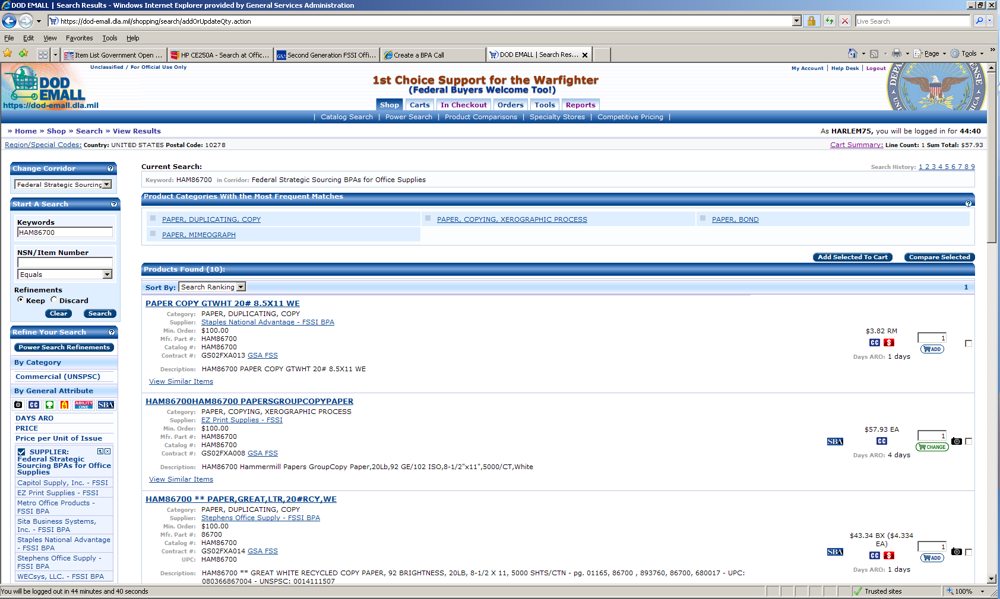 DOD EMALL | Search Results - Windows Internet Explorer provided by General Services Administration
https://dod-emall.dla.mil/shopping/search/addOrUpdateQty.action
Live Search
File Edit View Favorites Tools Help
Item List Government Open ...
HP CE250A - Search at Offic...
GSA Second Generation FSSI Offi...
Create a BPA Call
DOD EMALL | Search Res...
Page Tools
Unclassified / For Official Use Only
My Account | Help Desk | Logout
DOD
EMALL
https://dod-emall.dla.mil
1st Choice Support for the Warfighter
(Federal Buyers Welcome Too!)
Shop Carts In Checkout Orders Tools Reports
| Catalog Search | Power Search | Product Comparisons | Specialty Stores | Competitive Pricing |
» Home » Shop » Search » View Results
As HARLEM75, you will be logged in for 44:40
Region/Special Codes: Country: UNITED STATES Postal Code: 10278
Cart Summary: Line Count: 1 Sum Total: $57.93
Change Corridor
Federal Strategic Sourcing
Start A Search
Keywords
HAM86700
NSN/Item Number
Equals
Refinements
Keep Discard
Clear Search
Refine Your Search
Power Search Refinements
By Category
Commercial (UNSPSC)
By General Attribute
CC ABILITY ONE SBA
DAYS ARO
PRICE
Price per Unit of Issue
SUPPLIER:
Federal Strategic
Sourcing BPAs for Office
Supplies
Capitol Supply, Inc. - FSSI
EZ Print Supplies - FSSI
Metro Office Products -
FSSI BPA
Sita Business Systems,
Inc. - FSSI BPA
Staples National Advantage
- FSSI BPA
Stephens Office Supply -
FSSI BPA
WECsys, LLC. - FSSI BPA
Current Search:
Search History: 1 2 3 4 5 6 7 8 9
Keyword: HAM86700 in Corridor: Federal Strategic Sourcing BPAs for Office Supplies
Product Categories With the Most Frequent Matches
PAPER, DUPLICATING, COPY
PAPER, COPYING, XEROGRAPHIC PROCESS
PAPER, BOND
PAPER, MIMEOGRAPH
Add Selected To Cart Compare Selected
Products Found (10):
Sort By: Search Ranking
1
PAPER COPY GTWHT 20# 8.5X11 WE
Category: PAPER, DUPLICATING, COPY
Supplier: Staples National Advantage - FSSI BPA
Min. Order: $100.00
Mfr. Part #: HAM86700
Catalog #: HAM86700
Contract #: GS02FXA013 GSA FSS
Description: HAM86700 PAPER COPY GTWHT 20# 8.5X11 WE
View Similar Items
$3.82 RM
CC $
Days ARO: 1 days
1
ADD
HAM86700HAM86700 PAPERSGROUPCOPYPAPER
Category: PAPER, COPYING, XEROGRAPHIC PROCESS
Supplier: EZ Print Supplies - FSSI
Min. Order: $100.00
Mfr. Part #: HAM86700
Catalog #: HAM86700
Contract #: GS02FXA008 GSA FSS
Description: HAM86700 Hammermill Papers GroupCopy Paper,20Lb,92 GE/102 ISO,8-1/2"x11",5000/CT,White
View Similar Items
SBA
$57.93 EA
CC
Days ARO: 4 days
1
CHANGE
HAM86700 ** PAPER,GREAT,LTR,20#RCY,WE
Category: PAPER, DUPLICATING, COPY
Supplier: Stephens Office Supply - FSSI BPA
Min. Order: $100.00
Mfr. Part #: 86700
Catalog #: HAM86700
Contract #: GS02FXA014 GSA FSS
UPC: HAM86700
Description: HAM86700 ** GREAT WHITE RECYCLED COPY PAPER, 92 BRIGHTNESS, 20LB, 8-1/2 X 11, 5000 SHTS/CTN - pg. 01165, 86700 , 893760, 86700, 680017 - UPC:
080366867004 - UNSPSC: 0014111507
SBA
$43.34 BX ($4.334
EA)
CC $
Days ARO: 1 days
1
ADD
You will be logged out in 44 minutes and 40 seconds
Trusted sites
100%